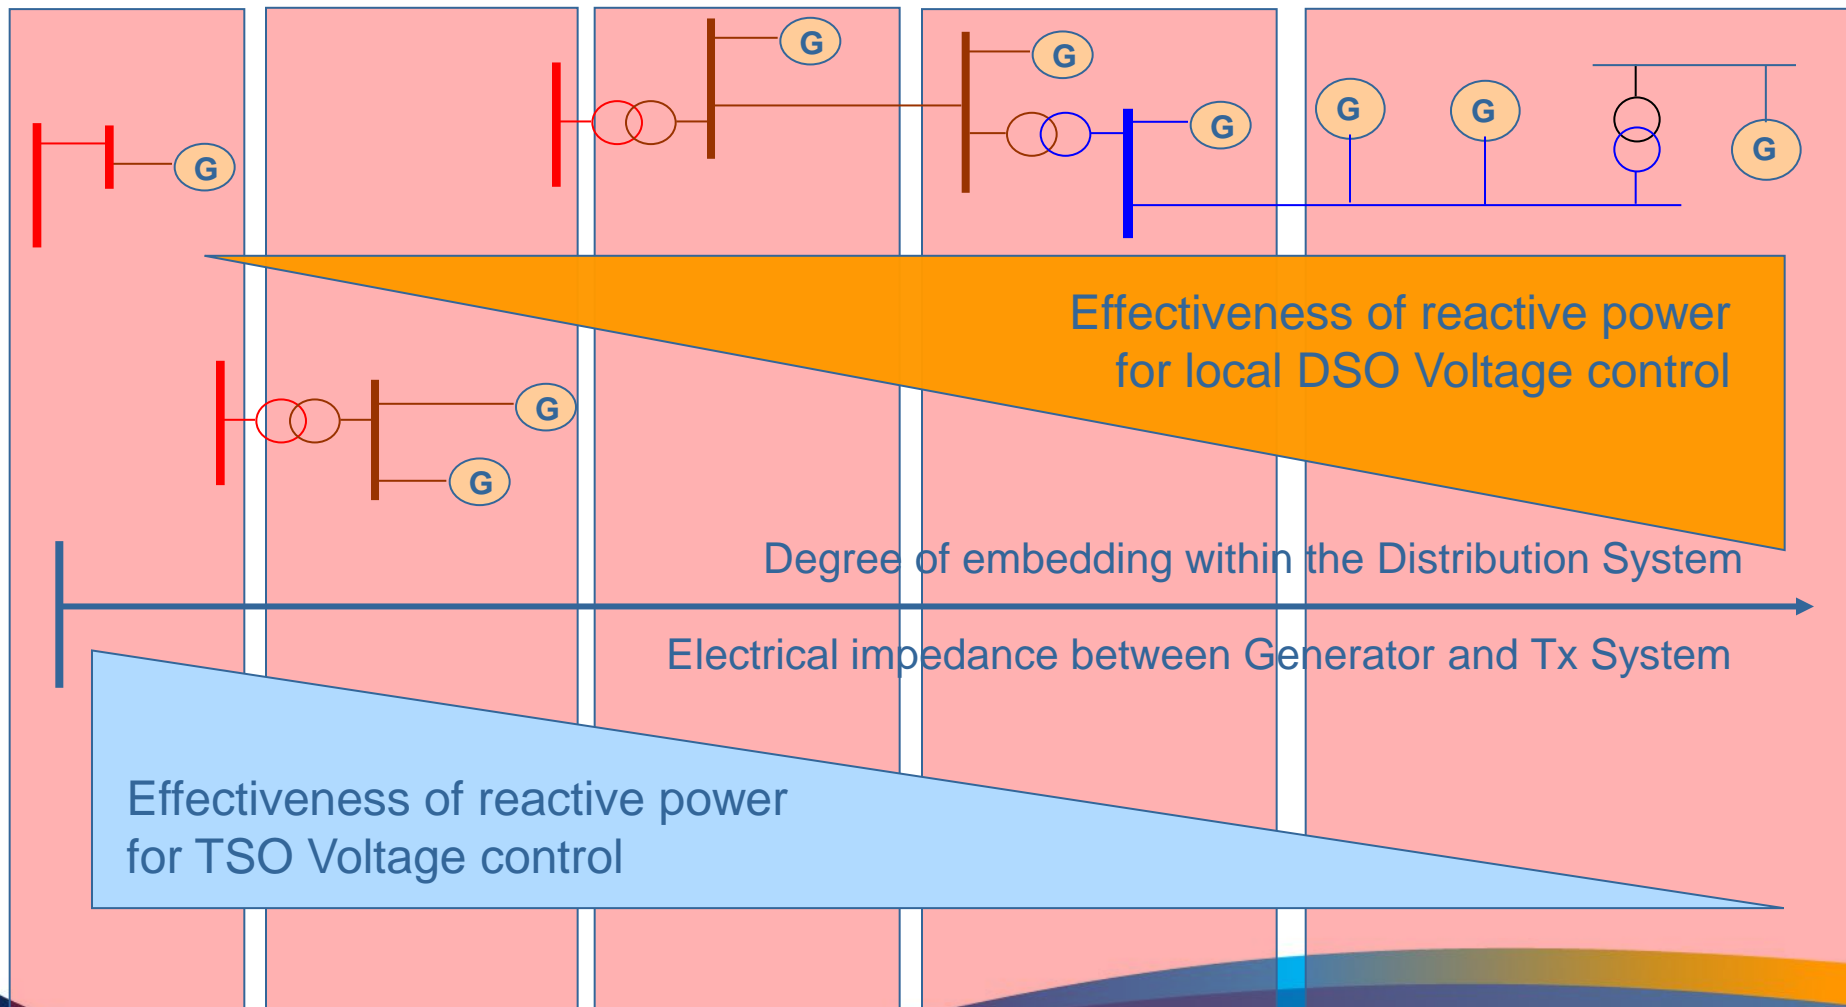 G
G
G
G
G
G
G
G
Effectiveness of reactive power
for local DSO Voltage control
G
G
Degree of embedding within the Distribution System
Electrical impedance between Generator and Tx System
Effectiveness of reactive power
for TSO Voltage control